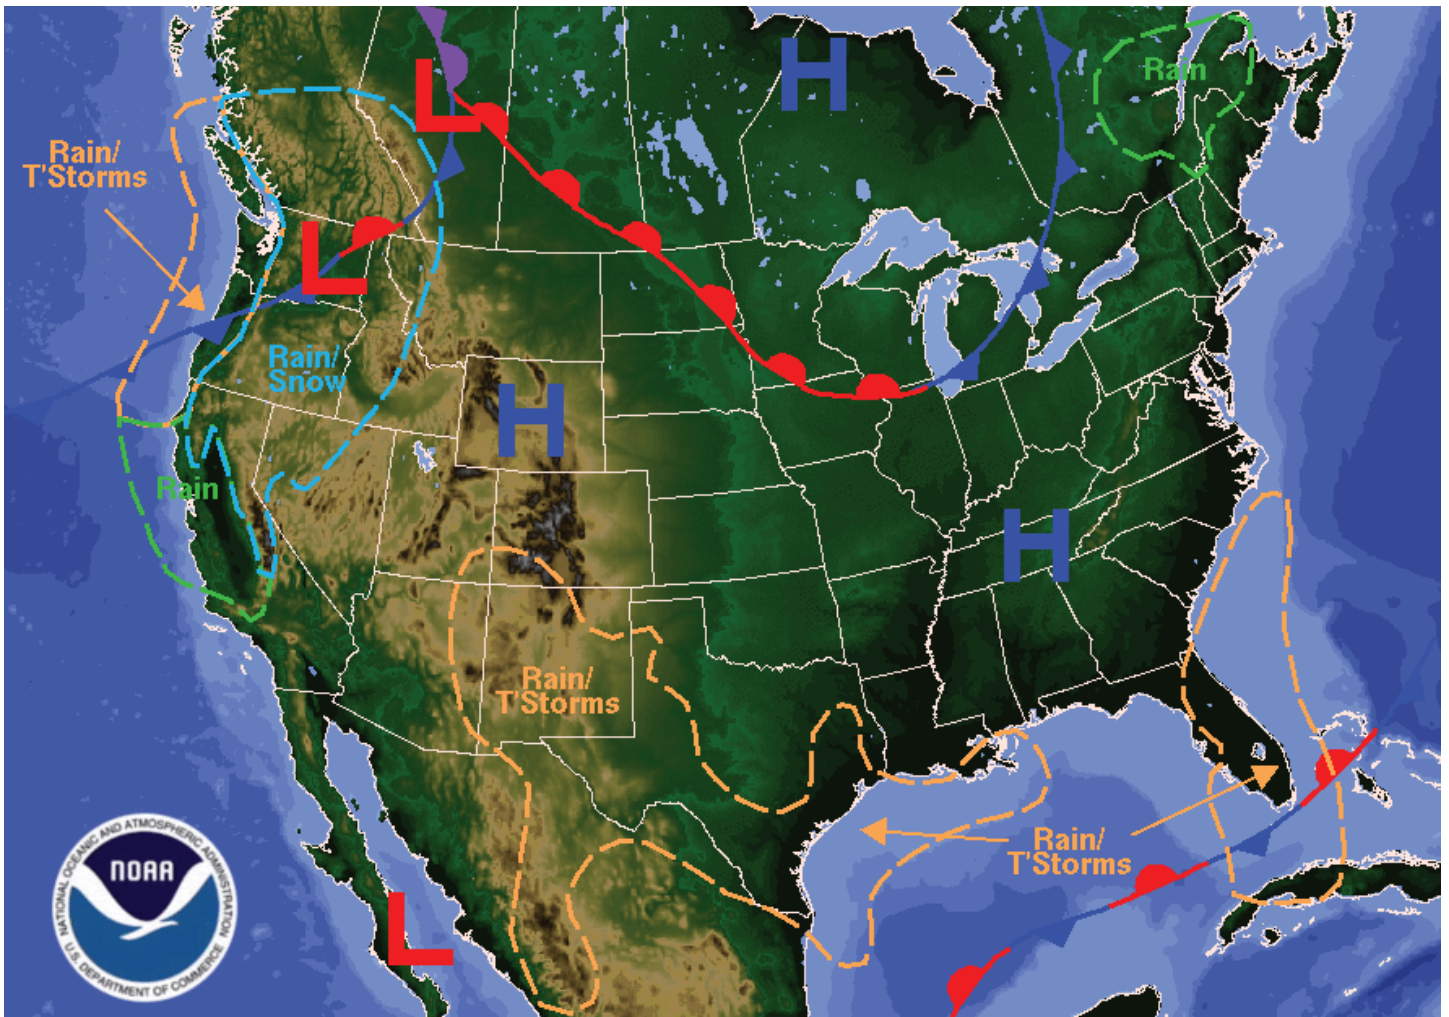 H
L
Rain
Rain/
T'Storms
L
Rain/
Snow
H
Rain
H
Rain/
T'Storms
Rain/
T'Storms
L
NATIONAL OCEANIC AND ATMOSPHERIC ADMINISTRATION
NOAA
U.S. DEPARTMENT OF COMMERCE